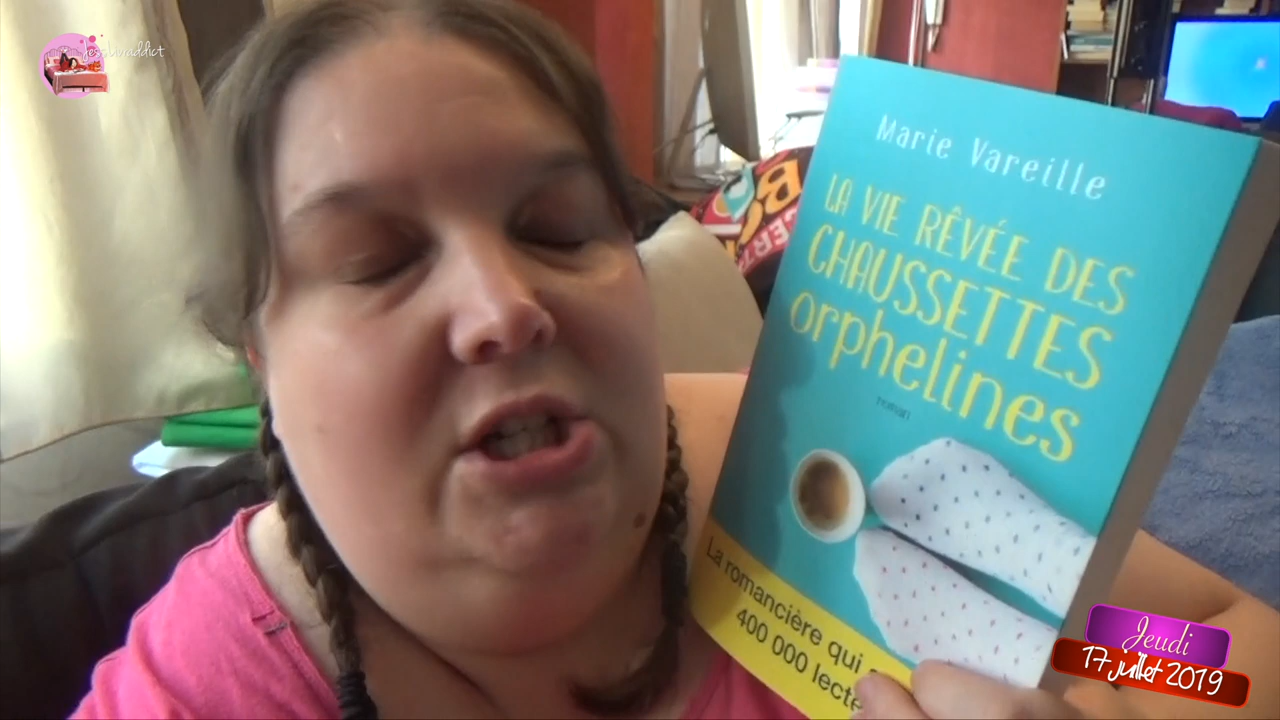 Marie Vareille
LA VIE RÊVÉE DES
CHAUSSETTES
orphelines
roman
La romancière qui
400 000 lecte
Jeudi
17 juillet 2019